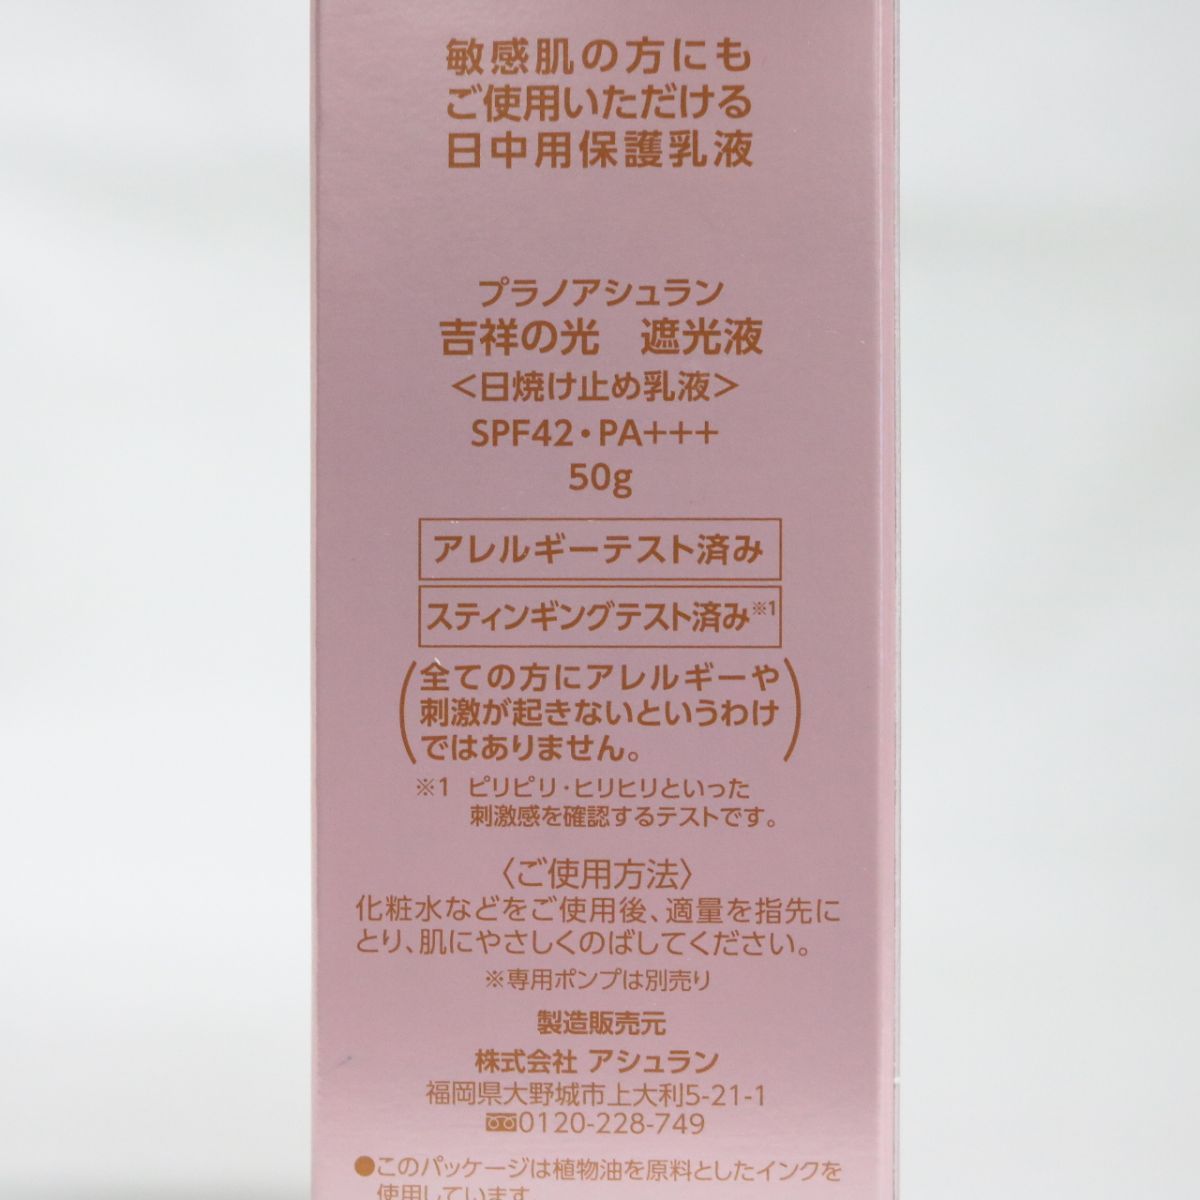 敏感肌の方にも
ご使用いただける
日中用保護乳液
プラノアシュラン
吉祥の光　遮光液
＜日焼け止め乳液＞
SPF42・PA+++
50g
アレルギーテスト済み
スティンギングテスト済み※1
(全ての方にアレルギーや
刺激が起きないというわけ
ではありません。)
※1 ピリピリ・ヒリヒリといった
刺激感を確認するテストです。
〈ご使用方法〉
化粧水などをご使用後、適量を指先に
とり、肌にやさしくのばしてください。
※専用ポンプは別売り
製造販売元
株式会社 アシュラン
福岡県大野城市上大利5-21-1
0120-228-749
●このパッケージは植物油を原料としたインクを
使用しています